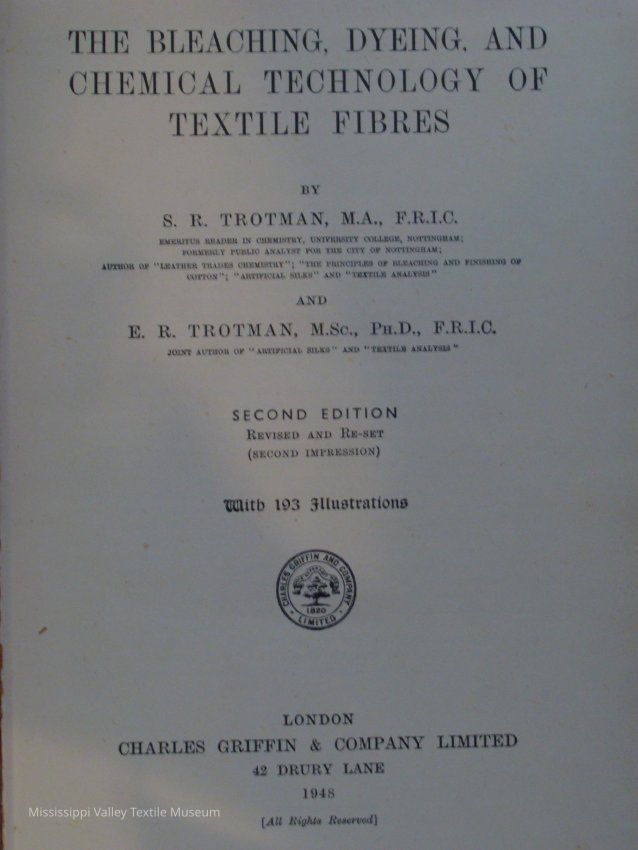 THE BLEACHING, DYEING, AND
CHEMICAL TECHNOLOGY OF
TEXTILE FIBRES
BY
S. R. TROTMAN, M.A., F.R.I.C.
EMERITUS READER IN CHEMISTRY, UNIVERSITY COLLEGE, NOTTINGHAM;
FORMERLY PUBLIC ANALYST FOR THE CITY OF NOTTINGHAM;
AUTHOR OF "LEATHER TRADES CHEMISTRY"; "THE PRINCIPLES OF BLEACHING AND FINISHING OF
COTTON"; "ARTIFICIAL SILKS" AND "TEXTILE ANALYSIS"
AND
E. R. TROTMAN, M.Sc., Ph.D., F.R.I.C.
JOINT AUTHOR OF "ARTIFICIAL SILKS" AND "TEXTILE ANALYSIS"
SECOND EDITION
REVISED AND RE-SET
(SECOND IMPRESSION)
With 193 Illustrations
CHARLES GRIFFIN AND COMPANY
1820
LIMITED
LONDON
CHARLES GRIFFIN & COMPANY LIMITED
42 DRURY LANE
1948
Mississippi Valley Textile Museum
[All Rights Reserved]